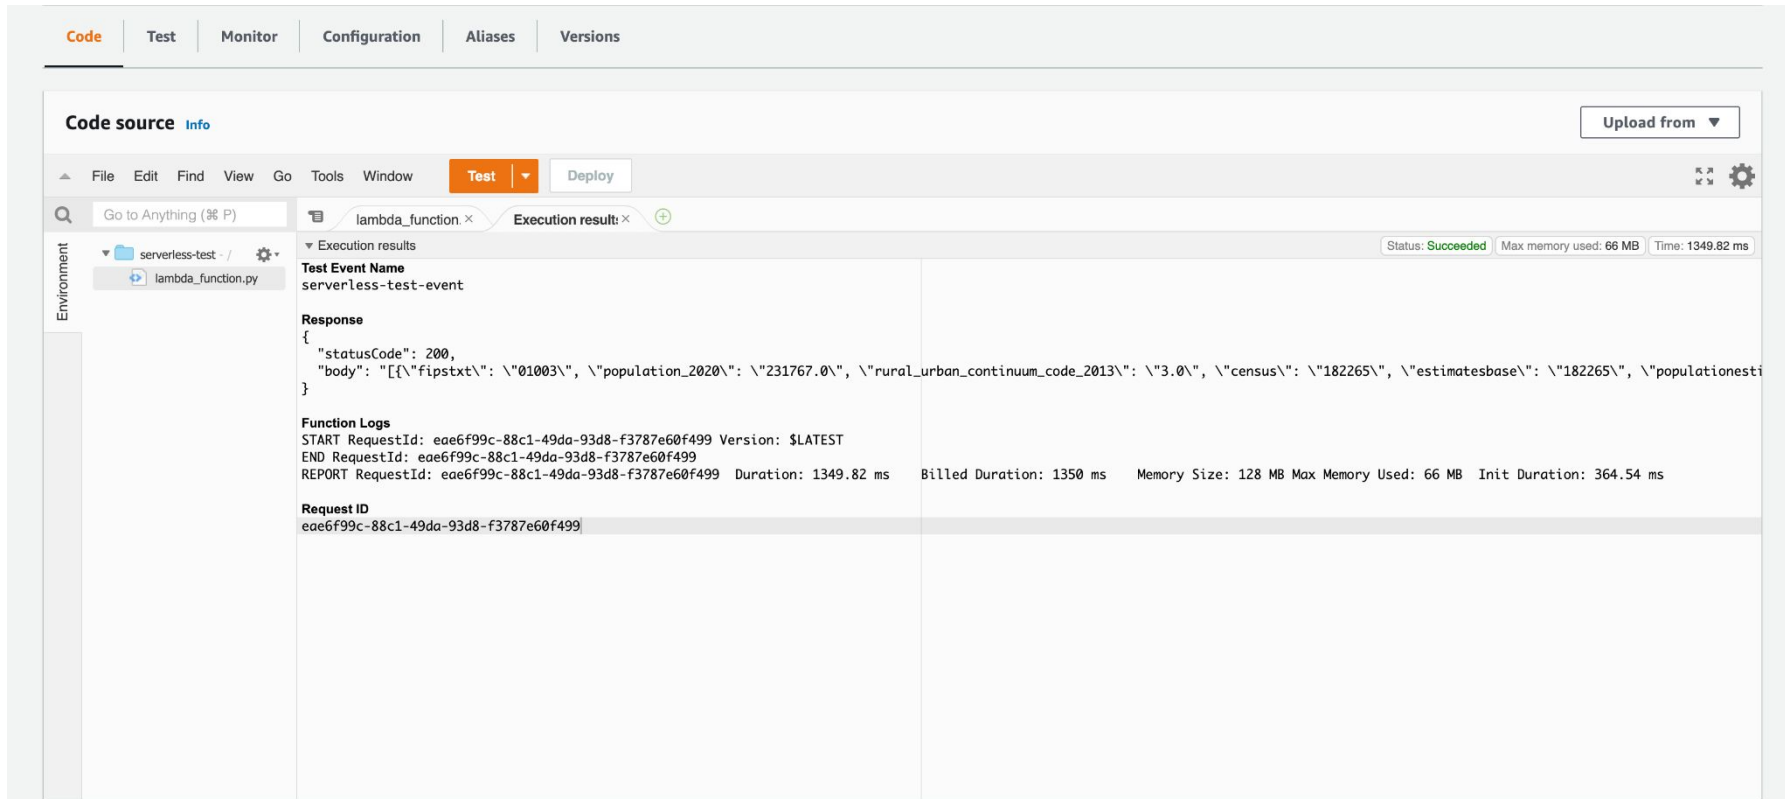 Code Test Monitor Configuration Aliases Versions
Code source Info
Upload from
File Edit Find View Go Tools Window Test Deploy
Go to Anything (⌘ P)
lambda_function. × Execution results ×
Environment
serverless-test - /
lambda_function.py
Execution results
Status: Succeeded Max memory used: 66 MB Time: 1349.82 ms
Test Event Name
serverless-test-event
Response
{
"statusCode": 200,
"body": "[{\"fipstxt\": \"01003\", \"population_2020\": \"231767.0\", \"rural_urban_continuum_code_2013\": \"3.0\", \"census\": \"182265\", \"estimatesbase\": \"182265\", \"populationesti
}
Function Logs
START RequestId: eae6f99c-88c1-49da-93d8-f3787e60f499 Version: $LATEST
END RequestId: eae6f99c-88c1-49da-93d8-f3787e60f499
REPORT RequestId: eae6f99c-88c1-49da-93d8-f3787e60f499 Duration: 1349.82 ms Billed Duration: 1350 ms Memory Size: 128 MB Max Memory Used: 66 MB Init Duration: 364.54 ms
Request ID
eae6f99c-88c1-49da-93d8-f3787e60f499